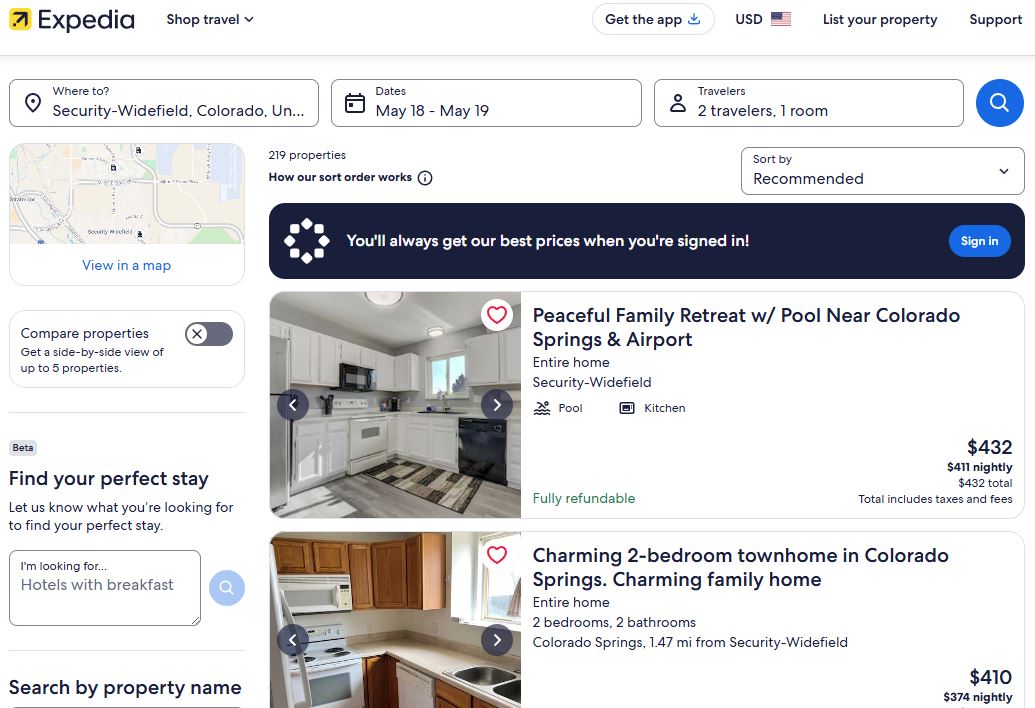 Expedia
Shop travel
Get the app
USD
List your property
Support
Where to?
Security-Widefield, Colorado, Un...
Dates
May 18 - May 19
Travelers
2 travelers, 1 room
Security-Widefield
View in a map
219 properties
How our sort order works
Sort by
Recommended
You'll always get our best prices when you're signed in!
Sign in
Compare properties
Get a side-by-side view of
up to 5 properties.
Beta
Find your perfect stay
Let us know what you're looking for
to find your perfect stay.
I'm looking for...
Hotels with breakfast
Search by property name
Peaceful Family Retreat w/ Pool Near Colorado
Springs & Airport
Entire home
Security-Widefield
Pool
Kitchen
Fully refundable
$432
$411 nightly
$432 total
Total includes taxes and fees
Charming 2-bedroom townhome in Colorado
Springs. Charming family home
Entire home
2 bedrooms, 2 bathrooms
Colorado Springs, 1.47 mi from Security-Widefield
$410
$374 nightly